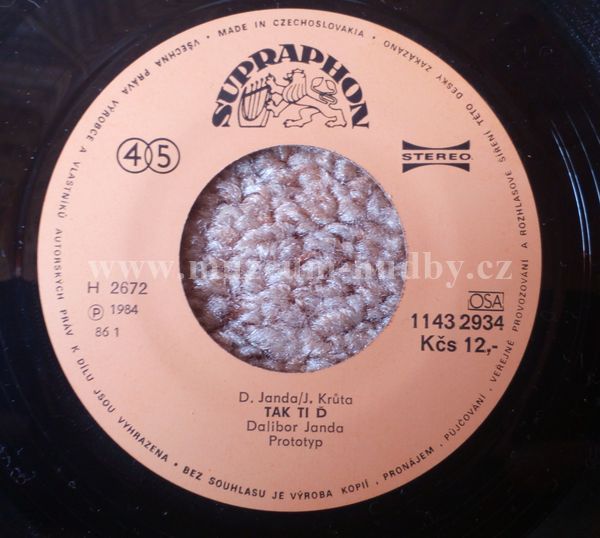 VŠECHNA PRÁVA VÝROBCE A VLASTNÍKŮ AUTORSKÝCH PRÁV K DÍLU JSOU VYHRAZENA • BEZ SOUHLASU JE VÝROBA KOPIÍ, PRONÁJEM, PŮJČOVÁNÍ, VEŘEJNÉ PROVOZOVÁNÍ A ROZHLASOVÉ ŠÍŘENÍ TÉTO DESKY ZAKÁZÁNO • MADE IN CZECHOSLOVAKIA •
SUPRAPHON
45
STEREO
www.muzeum-hudby.cz
H 2672
Ⓟ 1984
86 1
OSA
1143 2934
Kčs 12,-
D. Janda/J. Krůta
TAK TI Ď
Dalibor Janda
Prototyp